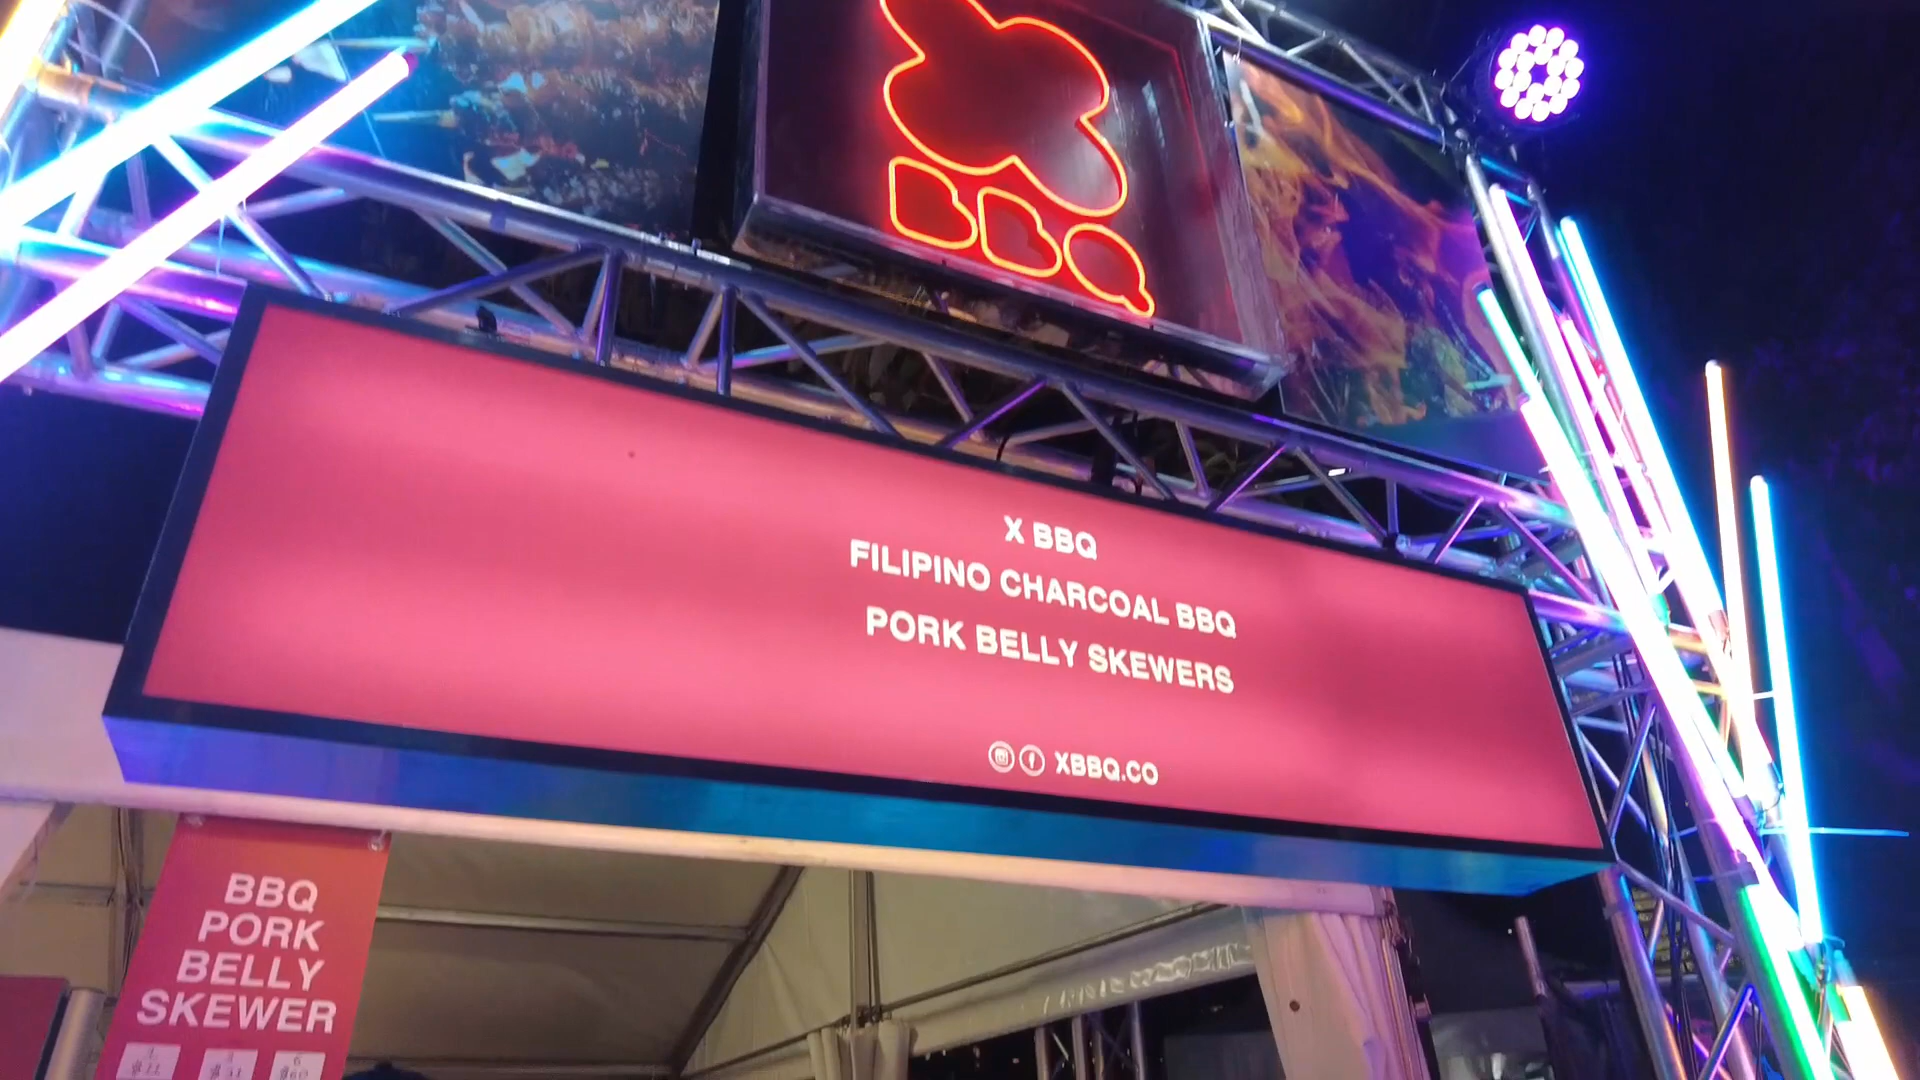 X BBQ
FILIPINO CHARCOAL BBQ
PORK BELLY SKEWERS
XBBQ.CO
BBQ
PORK
BELLY
SKEWER